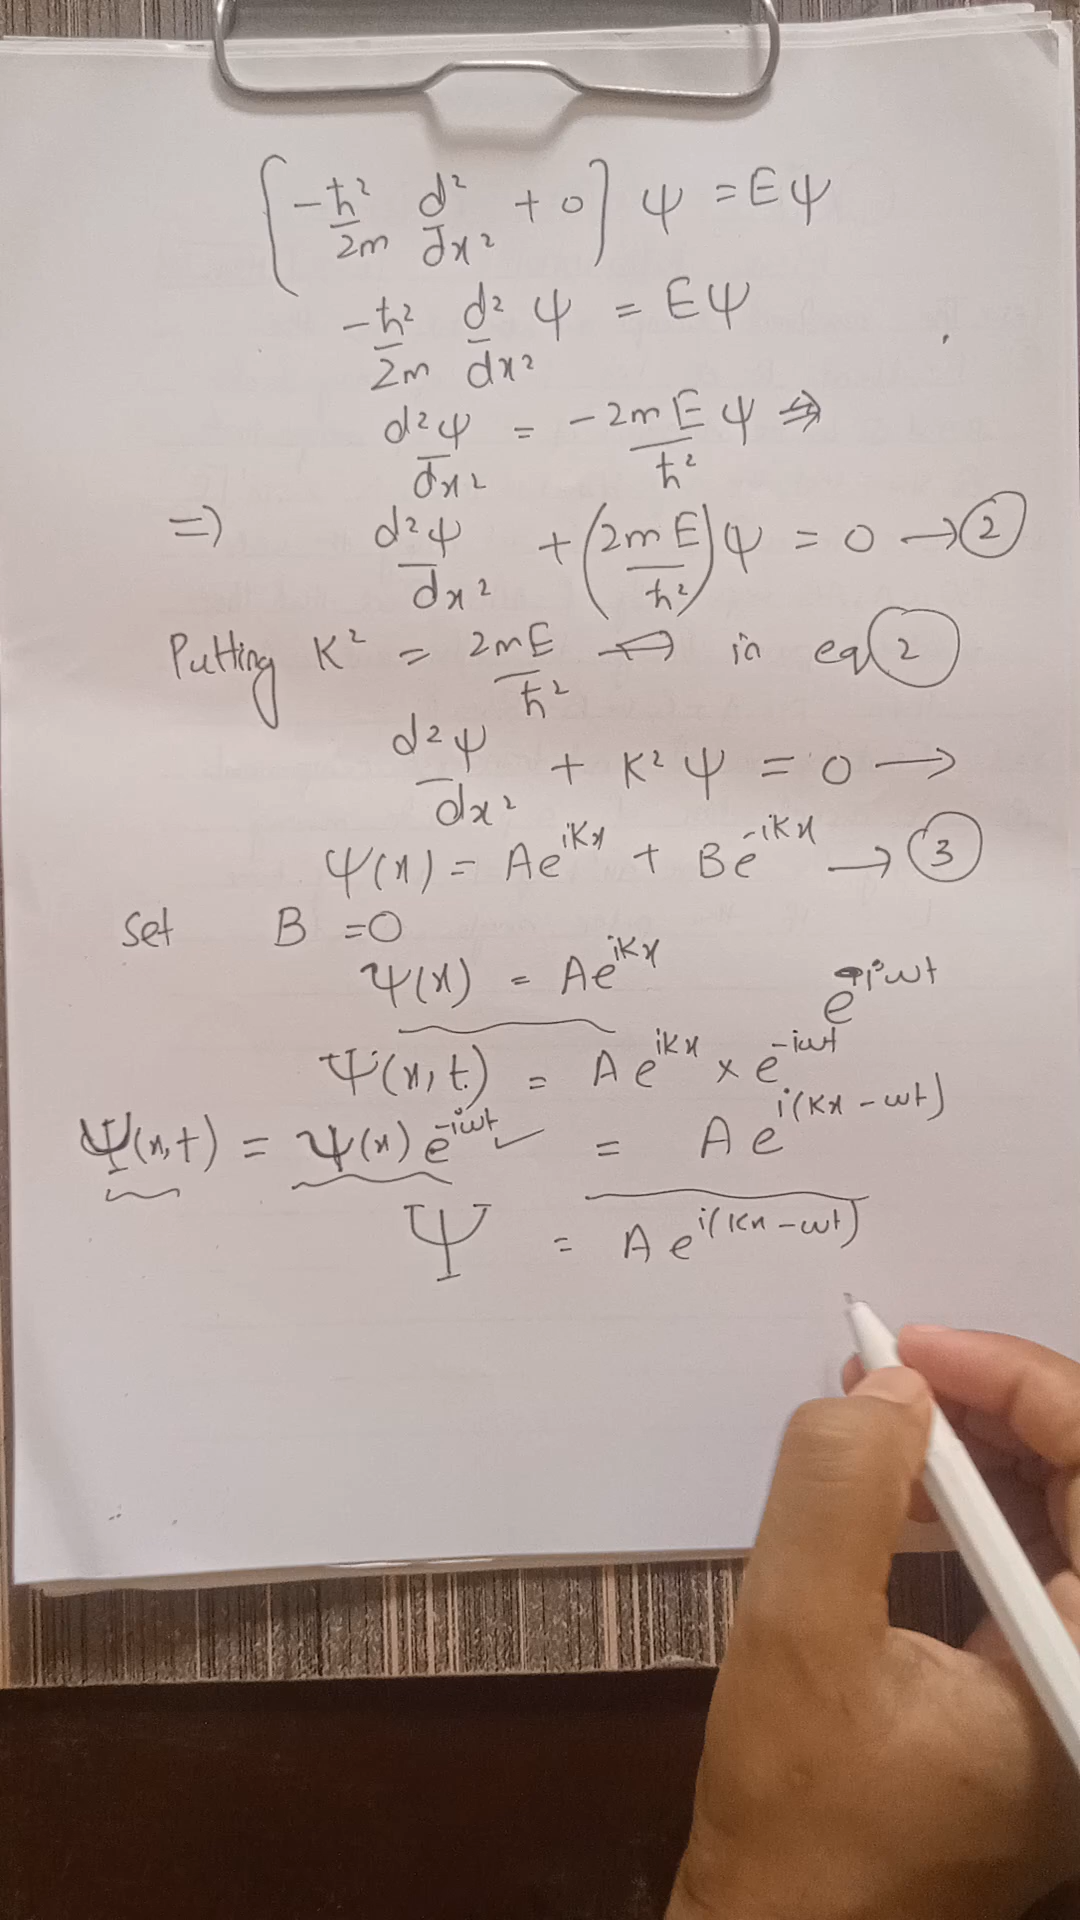 [-ħ²/2m d²/dx² + 0] ψ = Eψ
-ħ²/2m d²/dx² ψ = Eψ
d²ψ/dx² = -2mE/ħ² ψ ⇒
=) d²ψ/dx² + (2mE/ħ²)ψ = 0 → ②
Putting K² = 2mE/ħ² ⇔ in eq ②
d²ψ/dx² + K²ψ = 0 →
ψ(x) = Ae^{iKx} + Be^{-iKx} → ③
Set B = 0
ψ(x) = Ae^{iKx}
e^{-iωt}
Ψ(x,t) = Ae^{iKx} × e^{-iωt}
Ψ(x,t) = ψ(x)e^{-iωt} ✓ = Ae^{i(Kx-ωt)}
Ψ = Ae^{i(Kx-ωt)}